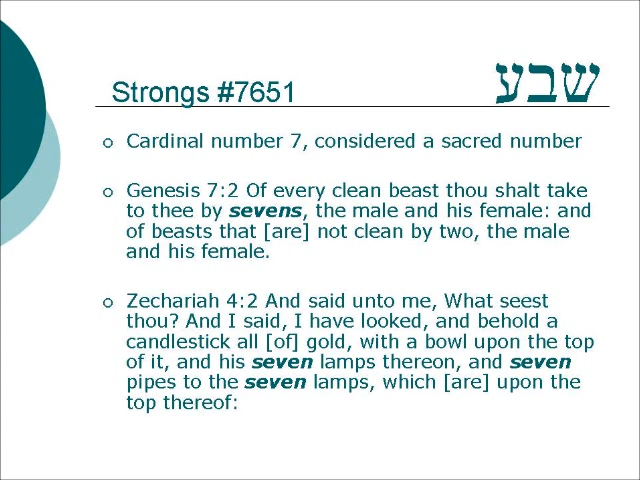 Strongs #7651 שבע
Cardinal number 7, considered a sacred number
Genesis 7:2 Of every clean beast thou shalt take
to thee by sevens, the male and his female: and
of beasts that [are] not clean by two, the male
and his female.
Zechariah 4:2 And said unto me, What seest
thou? And I said, I have looked, and behold a
candlestick all [of] gold, with a bowl upon the top
of it, and his seven lamps thereon, and seven
pipes to the seven lamps, which [are] upon the
top thereof: